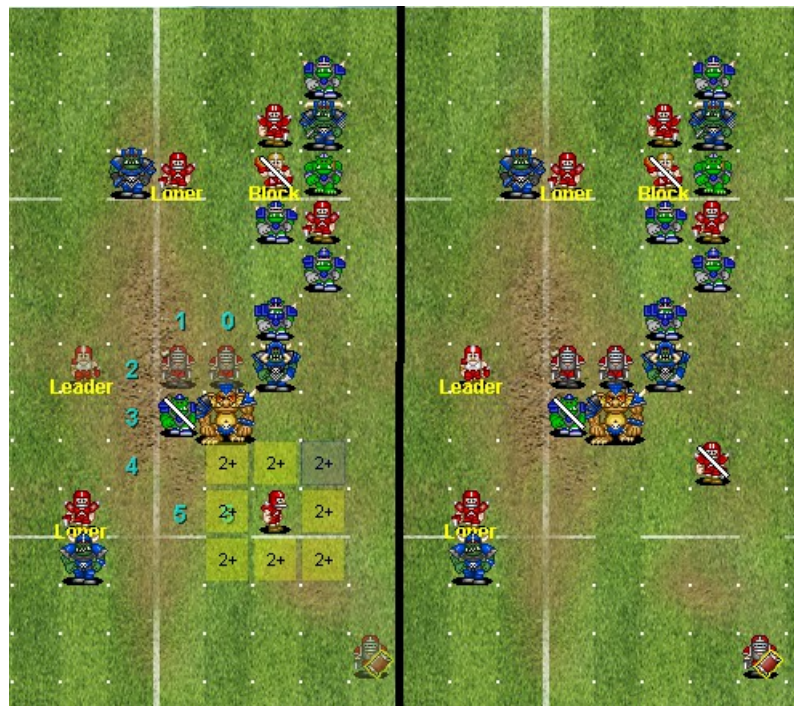 Loner Block
1 0
2
Leader
3
4 2+ 2+ 2+
5 2+ 2+
Loner
2+ 2+ 2+
Loner Block
Leader
Loner